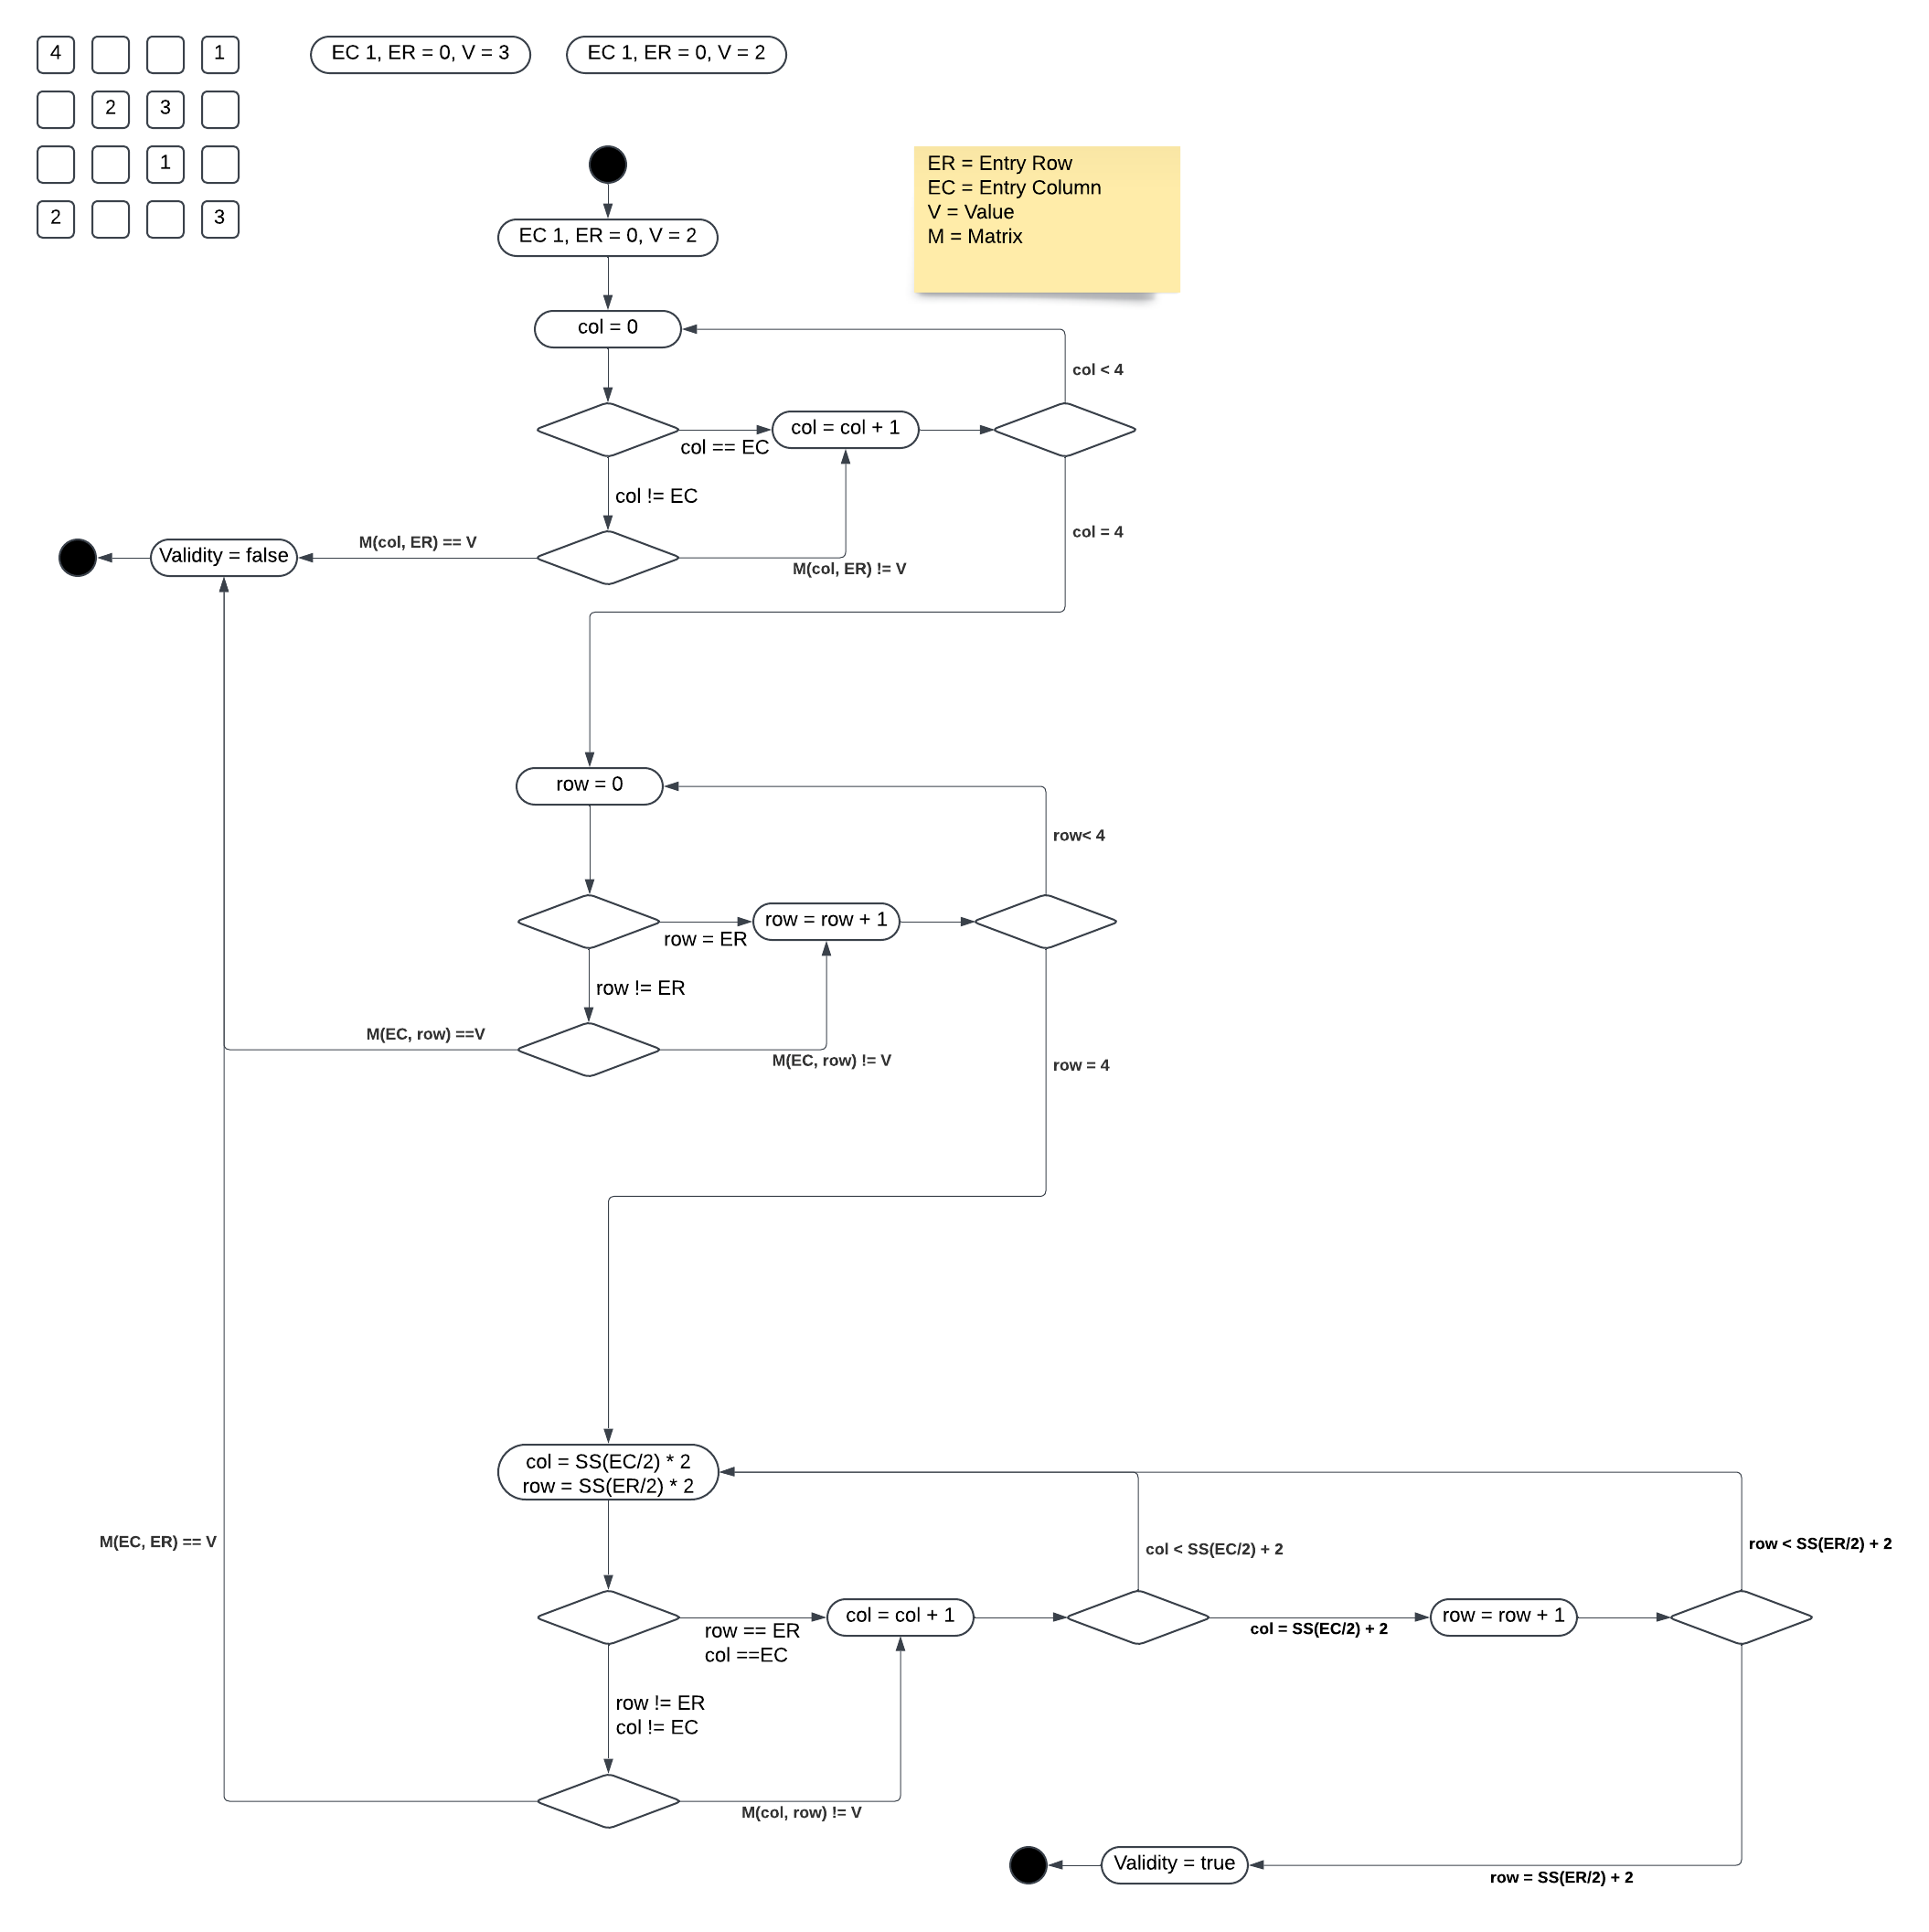 4 1
2 3
1
2 3
EC 1, ER = 0, V = 3
EC 1, ER = 0, V = 2
ER = Entry Row
EC = Entry Column
V = Value
M = Matrix
EC 1, ER = 0, V = 2
col = 0
col < 4
col == EC
col = col + 1
col != EC
col = 4
Validity = false
M(col, ER) == V
M(col, ER) != V
row = 0
row< 4
row = ER
row = row + 1
row != ER
M(EC, row) ==V
M(EC, row) != V
row = 4
col = SS(EC/2) * 2
row = SS(ER/2) * 2
M(EC, ER) == V
col < SS(EC/2) + 2
row < SS(ER/2) + 2
row == ER
col ==EC
col = col + 1
col = SS(EC/2) + 2
row = row + 1
row != ER
col != EC
M(col, row) != V
Validity = true
row = SS(ER/2) + 2